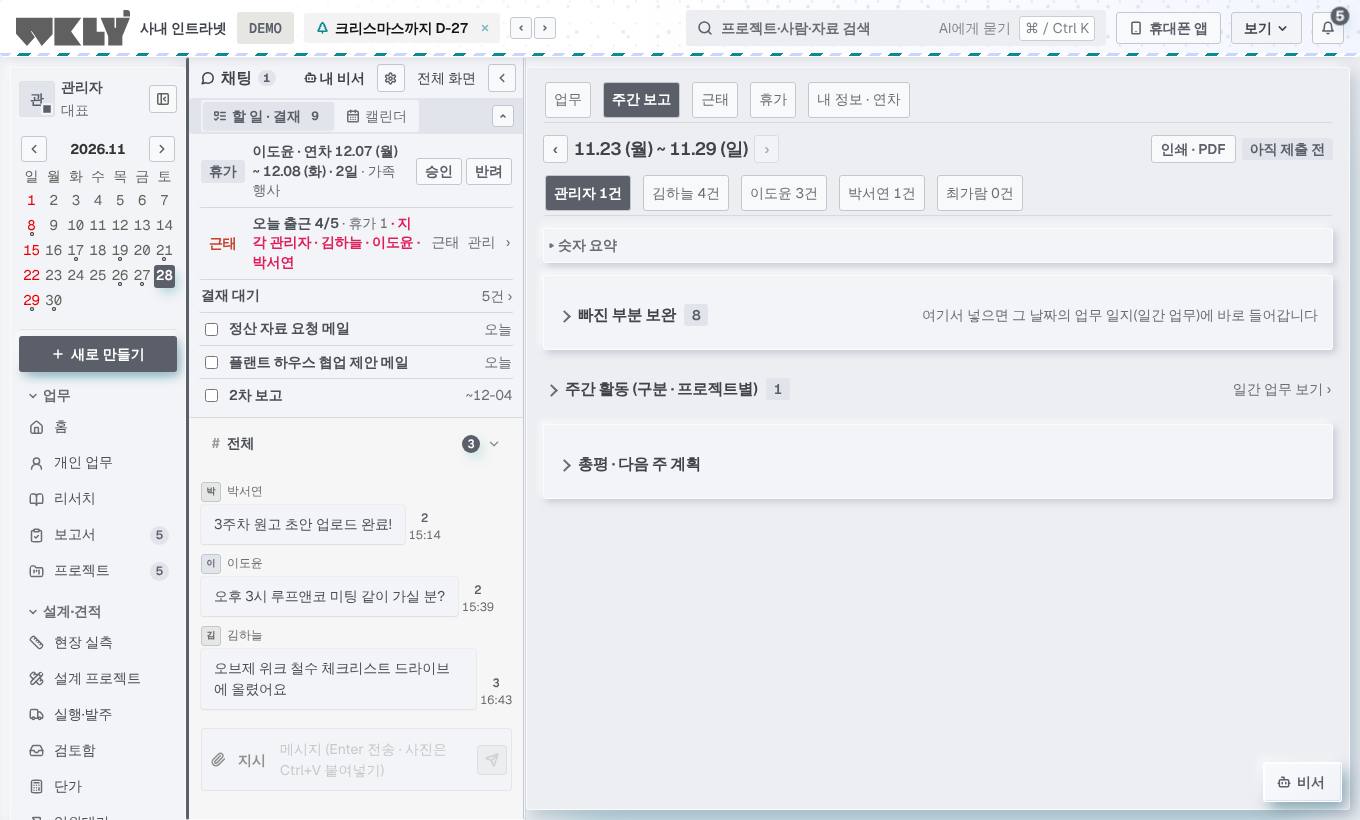 WKLY 사내 인트라넷 DEMO 크리스마스까지 D-27 × ‹ › 프로젝트·사람·자료 검색 AI에게 묻기 ⌘ / Ctrl K 휴대폰 앱 보기 5
관 관리자
대표
2026.11
일 월 화 수 목 금 토
1 2 3 4 5 6 7
8 9 10 11 12 13 14
15 16 17 18 19 20 21
22 23 24 25 26 27 28
29 30
+ 새로 만들기
업무
홈
개인 업무
리서치
보고서 5
프로젝트 5
설계·견적
현장 실측
설계 프로젝트
실행·발주
검토함
단가
채팅 1 내 비서 전체 화면
할 일·결재 9 캘린더
휴가 이도윤 · 연차 12.07 (월)
~ 12.08 (화) · 2일 · 가족
행사
승인 반려
근태 오늘 출근 4/5 · 휴가 1 · 지
각 관리자 · 김하늘 · 이도윤 ·
박서연
근태 관리 ›
결재 대기 5건 ›
정산 자료 요청 메일 오늘
플랜트 하우스 협업 제안 메일 오늘
2차 보고 ~12-04
# 전체 3
박 박서연
3주차 원고 초안 업로드 완료! 2
15:14
이 이도윤
오후 3시 루프앤코 미팅 같이 가실 분? 2
15:39
김 김하늘
오브제 위크 철수 체크리스트 드라이브
에 올렸어요 3
16:43
지시 메시지 (Enter 전송 · 사진은
Ctrl+V 붙여넣기)
업무 주간 보고 근태 휴가 내 정보 · 연차
‹ 11.23 (월) ~ 11.29 (일) › 인쇄 · PDF 아직 제출 전
관리자 1건 김하늘 4건 이도윤 3건 박서연 1건 최가람 0건
▸ 숫자 요약
빠진 부분 보완 8 여기서 넣으면 그 날짜의 업무 일지(일간 업무)에 바로 들어갑니다
주간 활동 (구분 · 프로젝트별) 1 일간 업무 보기 ›
총평 · 다음 주 계획
비서